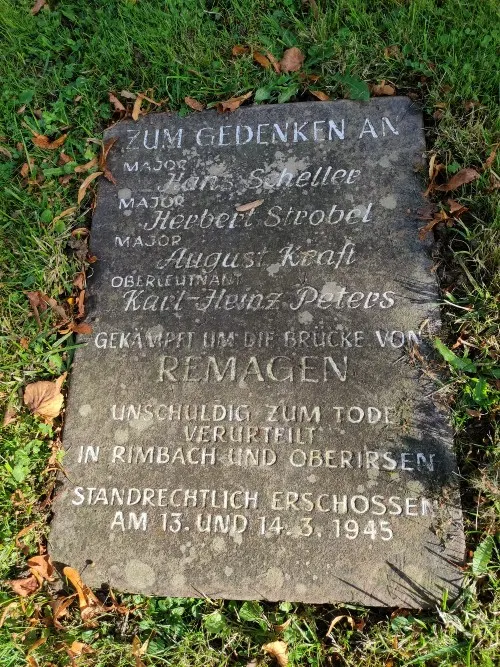 ZUM GEDENKEN AN
MAJOR
Hans Scheller
MAJOR
Herbert Strobel
MAJOR
August Kraft
OBERLEUTNANT
Karl-Heinz Peters
GEKÄMPFT UM DIE BRÜCKE VON
REMAGEN
UNSCHULDIG ZUM TODE
VERURTEILT
IN RIMBACH UND OBERIRSEN
STANDRECHTLICH ERSCHOSSEN
AM 13. UND 14. 3. 1945